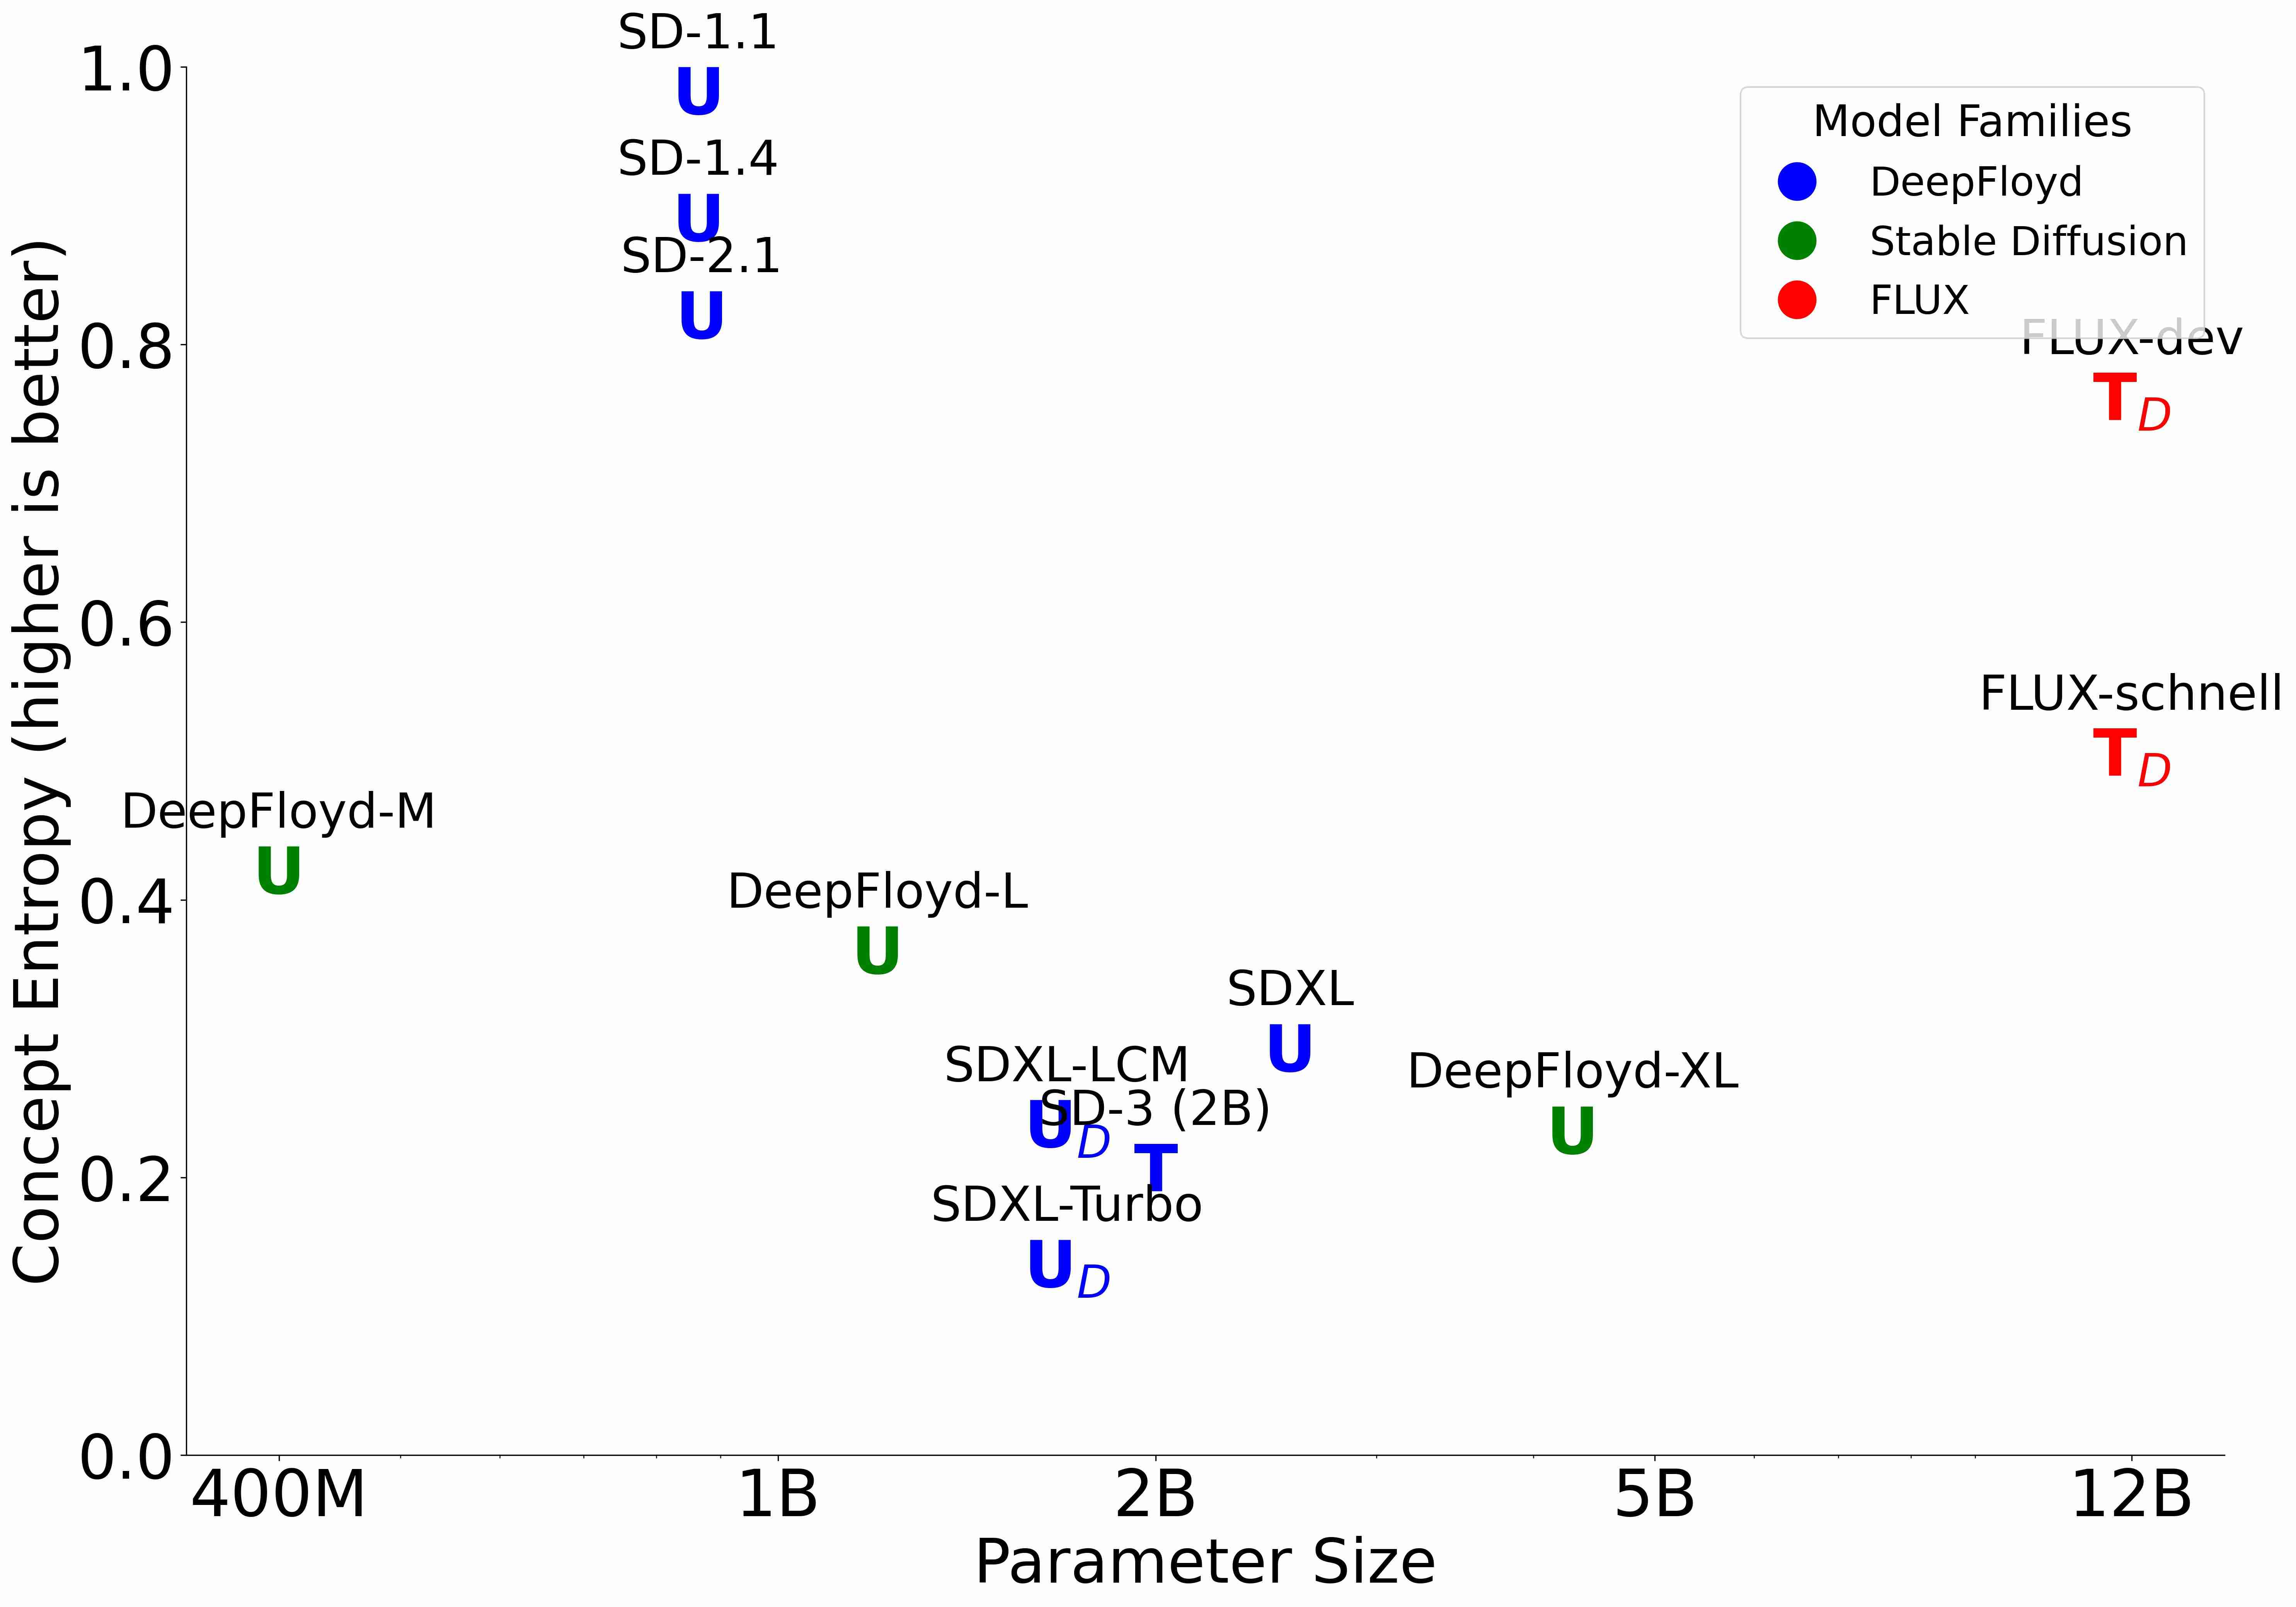 SD-1.1
1.0
U
Model Families
SD-1.4
DeepFloyd
U
Stable Diffusion
SD-2.1
FLUX
U
FLUX-dev
0.8
T D
Concept Entropy (higher is better)
0.6
FLUX-schnell
T D
DeepFloyd-M
U
0.4
DeepFloyd-L
U
SDXL
U
SDXL-LCM
DeepFloyd-XL
SD-3 (2B)
U D
U
T
0.2
SDXL-Turbo
U D
0.0
400M 1B 2B 5B 12B
Parameter Size